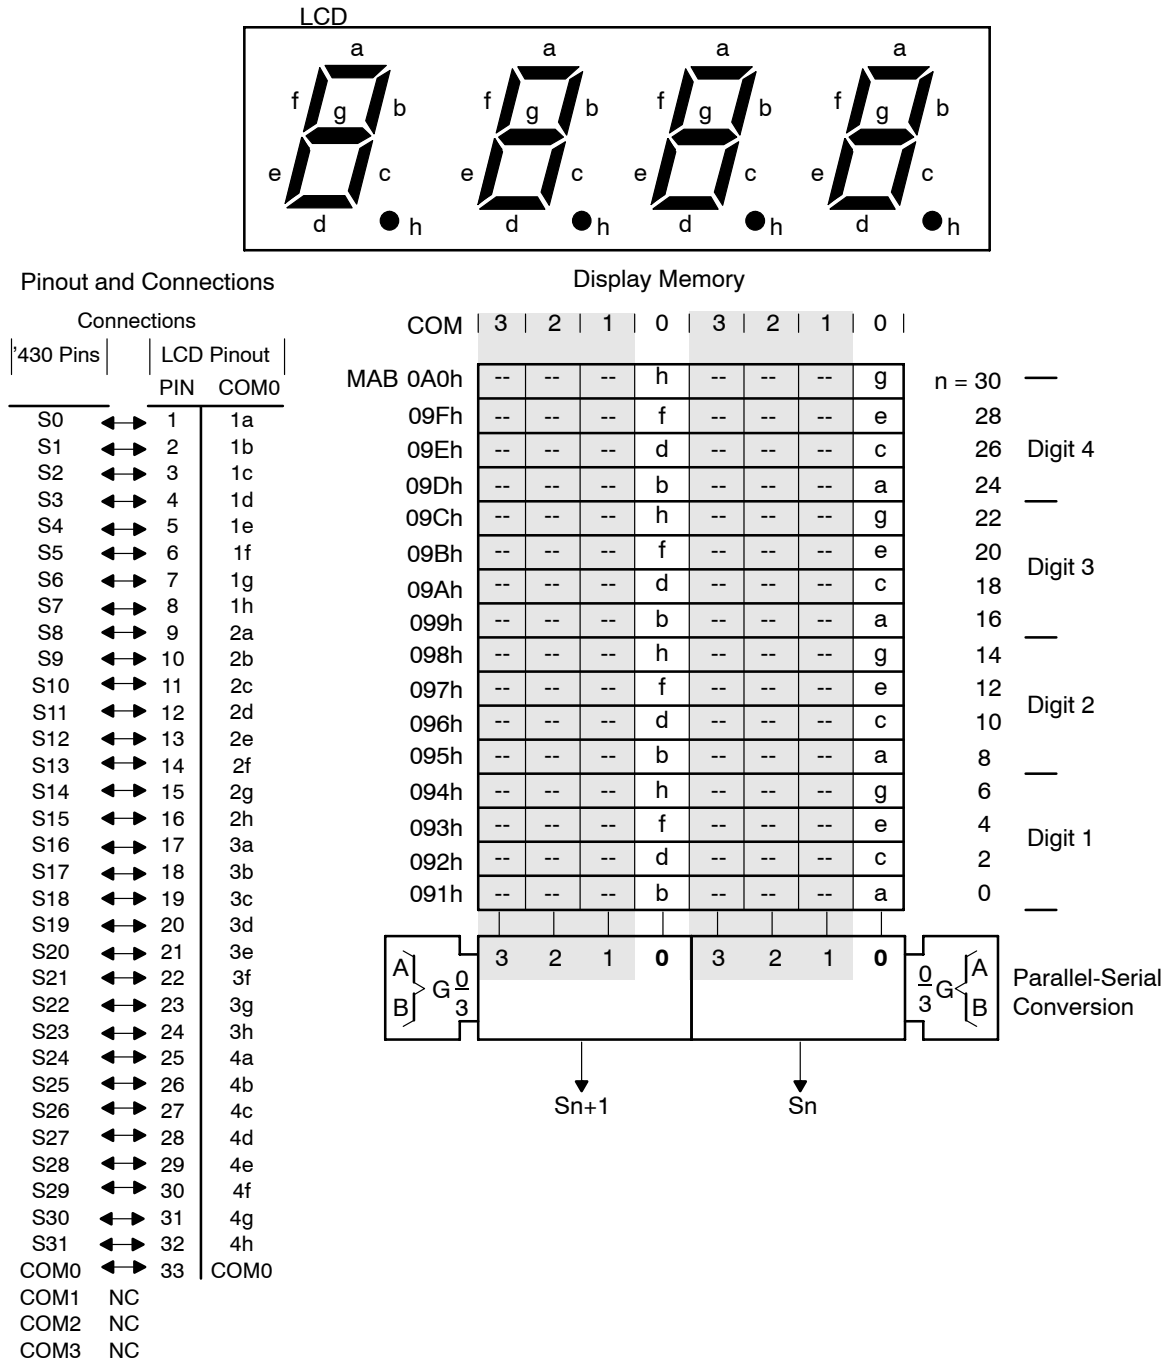 LCD
a a a a
f g b f g b f g b f g b
e c e c e c e c
d h d h d h d h
Pinout and Connections
Connections
'430 Pins LCD Pinout
PIN COM0
S0 1 1a
S1 2 1b
S2 3 1c
S3 4 1d
S4 5 1e
S5 6 1f
S6 7 1g
S7 8 1h
S8 9 2a
S9 10 2b
S10 11 2c
S11 12 2d
S12 13 2e
S13 14 2f
S14 15 2g
S15 16 2h
S16 17 3a
S17 18 3b
S18 19 3c
S19 20 3d
S20 21 3e
S21 22 3f
S22 23 3g
S23 24 3h
S24 25 4a
S25 26 4b
S26 27 4c
S27 28 4d
S28 29 4e
S29 30 4f
S30 31 4g
S31 32 4h
COM0 33 COM0
COM1 NC
COM2 NC
COM3 NC
Display Memory
COM 3 2 1 0 3 2 1 0
MAB 0A0h -- -- -- h -- -- -- g n = 30
09Fh -- -- -- f -- -- -- e 28
09Eh -- -- -- d -- -- -- c 26 Digit 4
09Dh -- -- -- b -- -- -- a 24
09Ch -- -- -- h -- -- -- g 22
09Bh -- -- -- f -- -- -- e 20 Digit 3
09Ah -- -- -- d -- -- -- c 18
099h -- -- -- b -- -- -- a 16
098h -- -- -- h -- -- -- g 14
097h -- -- -- f -- -- -- e 12 Digit 2
096h -- -- -- d -- -- -- c 10
095h -- -- -- b -- -- -- a 8
094h -- -- -- h -- -- -- g 6
093h -- -- -- f -- -- -- e 4 Digit 1
092h -- -- -- d -- -- -- c 2
091h -- -- -- b -- -- -- a 0
3 2 1 0 3 2 1 0
A B G 0 3
0 3 G A B
Parallel-Serial
Conversion
Sn+1 Sn